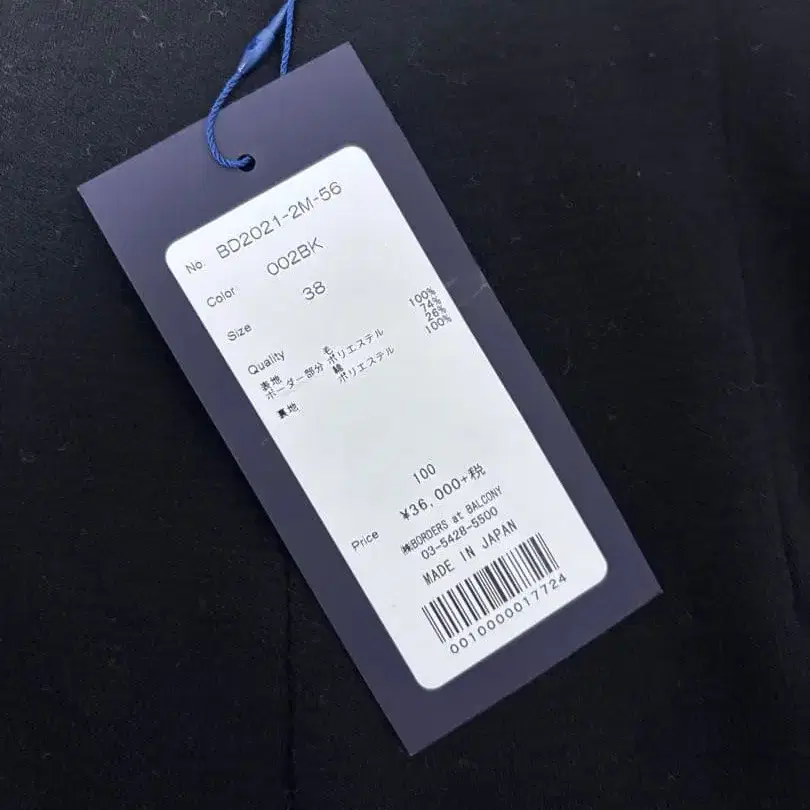 No. BD2021-2M-56
Color 002BK
Size 38
Quality
表地 毛 100%
ボーダー部分 ポリエステル 74%
綿 26%
裏地 ポリエステル 100%
100
Price ¥36,000+税
㈱BORDERS at BALCONY
03-5428-5500
MADE IN JAPAN
0010000017724